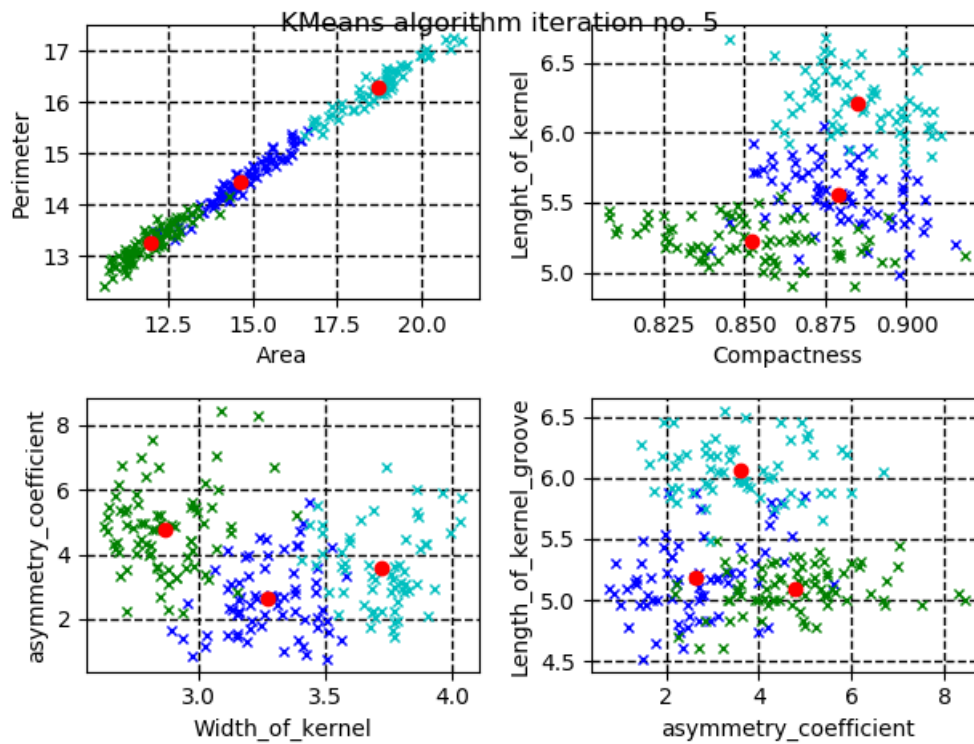 KMeans algorithm iteration no. 5
17
16
15
14
13
Perimeter
12.5 15.0 17.5 20.0
Area
6.5
6.0
5.5
5.0
Lenght_of_kernel
0.825 0.850 0.875 0.900
Compactness
8
6
4
2
asymmetry_coefficient
3.0 3.5 4.0
Width_of_kernel
6.5
6.0
5.5
5.0
4.5
Length_of_kernel_groove
2 4 6 8
asymmetry_coefficient